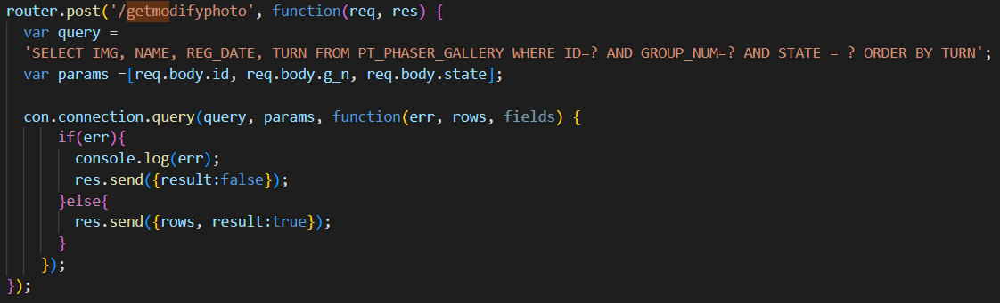 router.post('/getmodifyphoto', function(req, res) {
var query =
'SELECT IMG, NAME, REG_DATE, TURN FROM PT_PHASER_GALLERY WHERE ID=? AND GROUP_NUM=? AND STATE = ? ORDER BY TURN';
var params =[req.body.id, req.body.g_n, req.body.state];
con.connection.query(query, params, function(err, rows, fields) {
if(err){
console.log(err);
res.send({result:false});
}else{
res.send({rows, result:true});
}
});
});